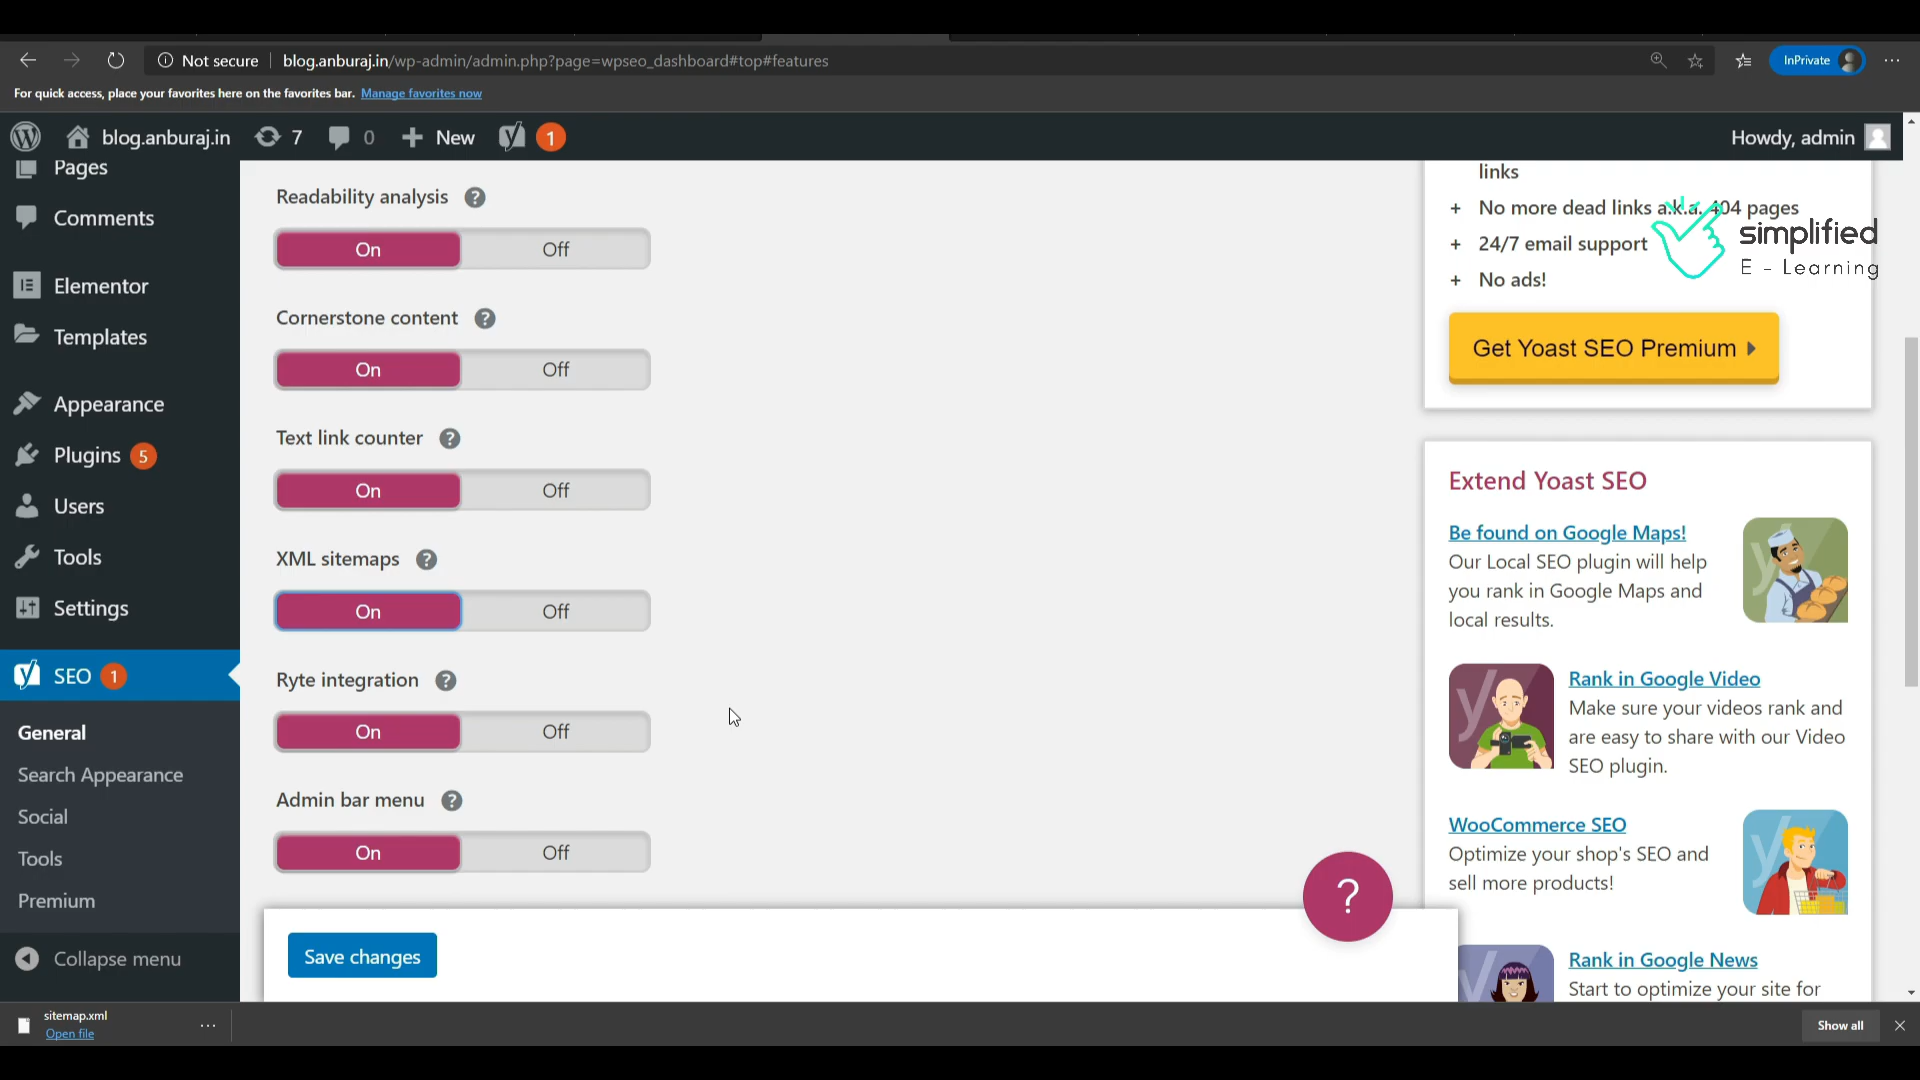 Not secure
blog.anburaj.in/wp-admin/admin.php?page=wpseo_dashboard#top#features
InPrivate
For quick access, place your favorites here on the favorites bar. Manage favorites now
blog.anburaj.in
7
0
New
1
Howdy, admin
Pages
Comments
Elementor
Templates
Appearance
Plugins 5
Users
Tools
Settings
SEO 1
General
Search Appearance
Social
Tools
Premium
Collapse menu
Readability analysis ?
On Off
Cornerstone content ?
On Off
Text link counter ?
On Off
XML sitemaps ?
On Off
Ryte integration ?
On Off
Admin bar menu ?
On Off
Save changes
?
links
+ No more dead links a.k.a. 404 pages
+ 24/7 email support
+ No ads!
simplified
E - Learning
Get Yoast SEO Premium
Extend Yoast SEO
Be found on Google Maps!
Our Local SEO plugin will help
you rank in Google Maps and
local results.
Rank in Google Video
Make sure your videos rank and
are easy to share with our Video
SEO plugin.
WooCommerce SEO
Optimize your shop's SEO and
sell more products!
Rank in Google News
Start to optimize your site for
sitemap.xml
Open file
Show all